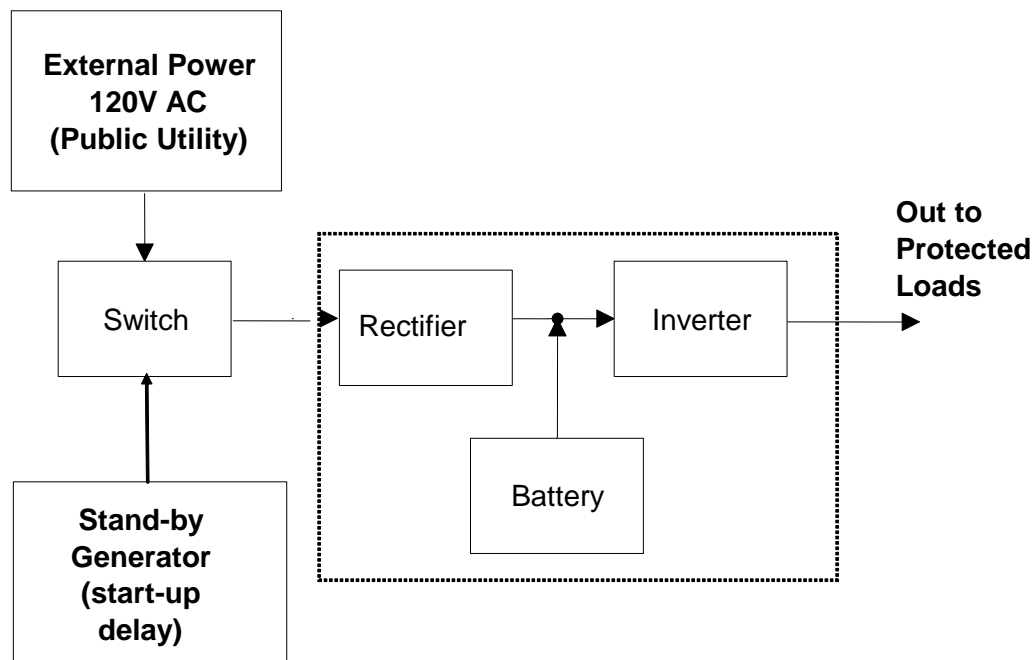 External Power
120V AC
(Public Utility)
Out to
Protected
Loads
Switch
Rectifier
Inverter
Battery
Stand-by
Generator
(start-up
delay)